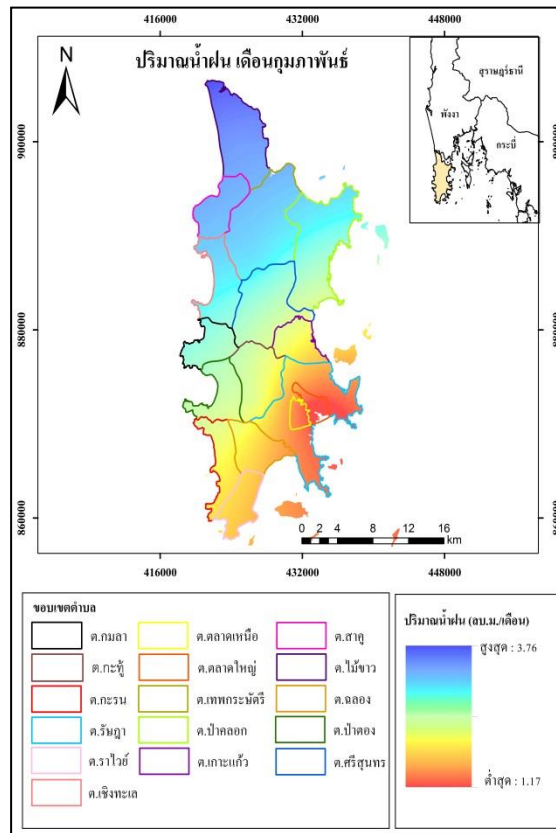 416000 432000 448000
N
ปริมาณน้ำฝน เดือนกุมภาพันธ์
สุราษฎร์ธานี
พังงา
กระบี่
900000 900000
880000 880000
860000 860000
0 2 4 8 12 16
km
416000 432000 448000
ขอบเขตตำบล
ต.กมลา ต.ตลาดเหนือ ต.สาคู
ต.กะทู้ ต.ตลาดใหญ่ ต.ไม้ขาว
ต.กะรน ต.เทพกระษัตรี ต.ฉลอง
ต.รัษฎา ต.ป่าคลอก ต.ป่าตอง
ต.ราไวย์ ต.เกาะแก้ว ต.ศรีสุนทร
ต.เชิงทะเล
ปริมาณน้ำฝน (ลบ.ม./เดือน)
สูงสุด : 3.76
ต่ำสุด : 1.17